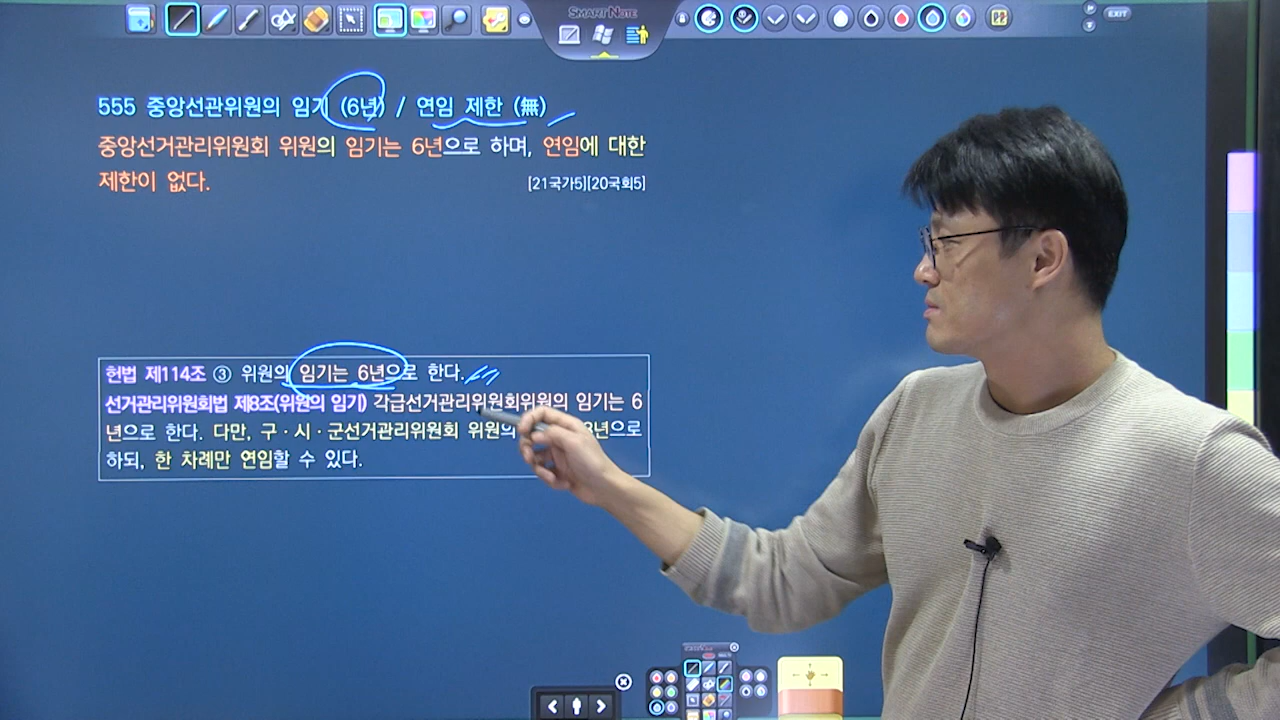 SMARTNOTE
EXIT
555 중앙선관위원의 임기 (6년) / 연임 제한 (無)
중앙선거관리위원회 위원의 임기는 6년으로 하며, 연임에 대한
제한이 없다.
[21국가5][20국회5]
헌법 제114조 ③ 위원의 임기는 6년으로 한다.
선거관리위원회법 제8조(위원의 임기) 각급선거관리위원회위원의 임기는 6
년으로 한다. 다만, 구·시·군선거관리위원회 위원의 3년으로
하되, 한 차례만 연임할 수 있다.